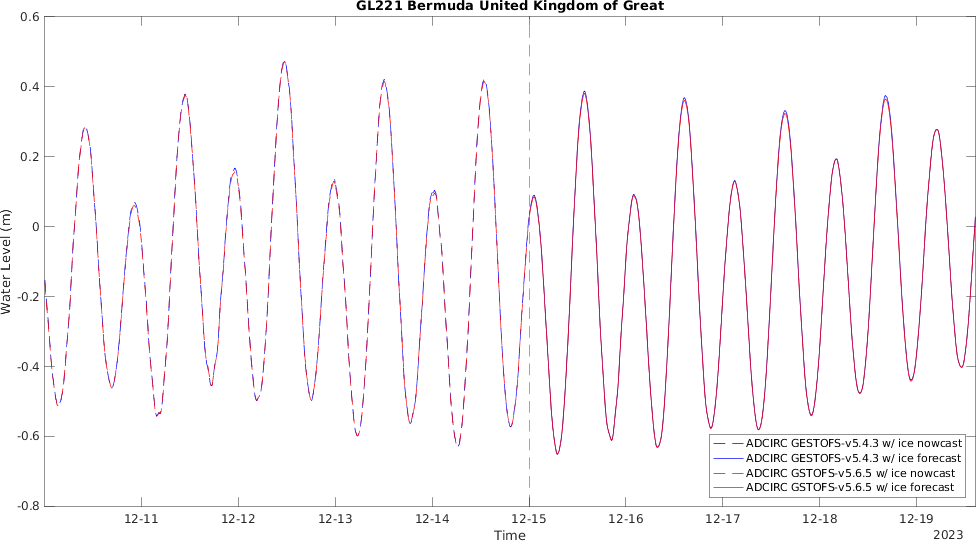 GL221 Bermuda United Kingdom of Great
0.6
0.4
0.2
0
-0.2
-0.4
-0.6
-0.8
Water Level (m)
ADCIRC GESTOFS-v5.4.3 w/ ice nowcast
ADCIRC GESTOFS-v5.4.3 w/ ice forecast
ADCIRC GSTOFS-v5.6.5 w/ ice nowcast
ADCIRC GSTOFS-v5.6.5 w/ ice forecast
12-11 12-12 12-13 12-14 12-15 12-16 12-17 12-18 12-19
Time
2023